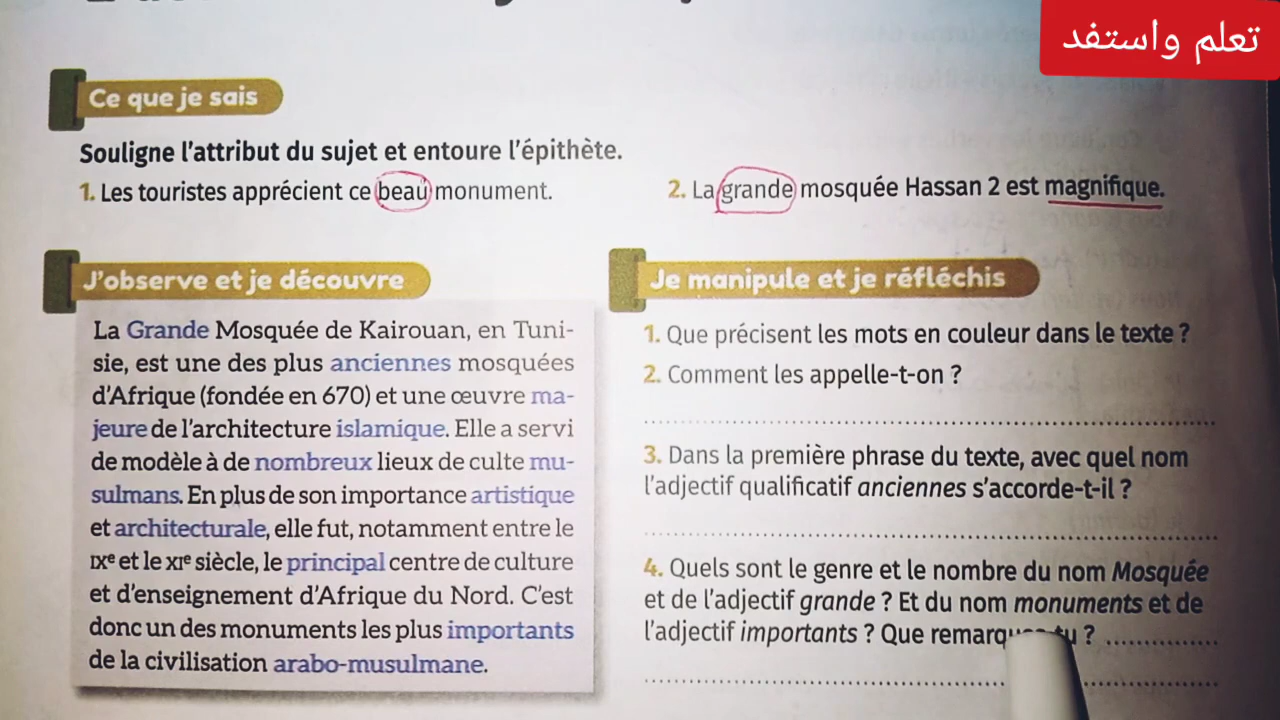 تعلم واستفد
Ce que je sais
Souligne l'attribut du sujet et entoure l'épithète.
1. Les touristes apprécient ce beau monument.
2. La grande mosquée Hassan 2 est magnifique.
J'observe et je découvre
La Grande Mosquée de Kairouan, en Tuni-
sie, est une des plus anciennes mosquées
d'Afrique (fondée en 670) et une œuvre ma-
jeure de l'architecture islamique. Elle a servi
de modèle à de nombreux lieux de culte mu-
sulmans. En plus de son importance artistique
et architecturale, elle fut, notamment entre le
IXe et le XIe siècle, le principal centre de culture
et d'enseignement d'Afrique du Nord. C'est
donc un des monuments les plus importants
de la civilisation arabo-musulmane.
Je manipule et je réfléchis
1. Que précisent les mots en couleur dans le texte ?
2. Comment les appelle-t-on ?
3. Dans la première phrase du texte, avec quel nom
l'adjectif qualificatif anciennes s'accorde-t-il ?
4. Quels sont le genre et le nombre du nom Mosquée
et de l'adjectif grande ? Et du nom monuments et de
l'adjectif importants ? Que remarques-tu ?